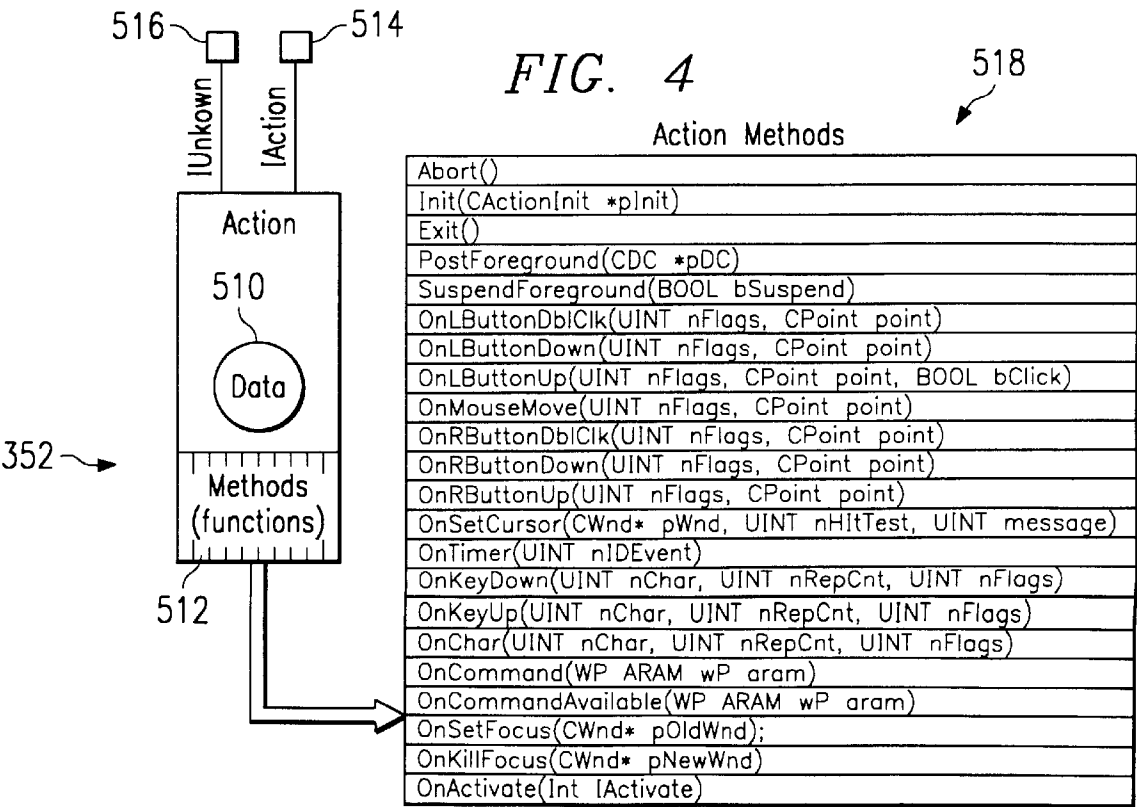 516
514
FIG. 4
518
IUnkown
IAction
Action Methods
Action
510
Data
352
Methods
(functions)
512
Abort()
Init(CActionInit *pInit)
Exit()
PostForeground(CDC *pDC)
SuspendForeground(BOOL bSuspend)
OnLButtonDblClk(UINT nFlags, CPoint point)
OnLButtonDown(UINT nFlags, CPoint point)
OnLButtonUp(UINT nFlags, CPoint point, BOOL bClick)
OnMouseMove(UINT nFlags, CPoint point)
OnRButtonDblClk(UINT nFlags, CPoint point)
OnRButtonDown(UINT nFlags, CPoint point)
OnRButtonUp(UINT nFlags, CPoint point)
OnSetCursor(CWnd* pWnd, UINT nHItTest, UINT message)
OnTimer(UINT nIDEvent)
OnKeyDown(UINT nChar, UINT nRepCnt, UINT nFlags)
OnKeyUp(UINT nChar, UINT nRepCnt, UINT nFlags)
OnChar(UINT nChar, UINT nRepCnt, UINT nFlags)
OnCommand(WP ARAM wP aram)
OnCommandAvailable(WP ARAM wP aram)
OnSetFocus(CWnd* pOldWnd);
OnKillFocus(CWnd* pNewWnd)
OnActivate(Int IActivate)